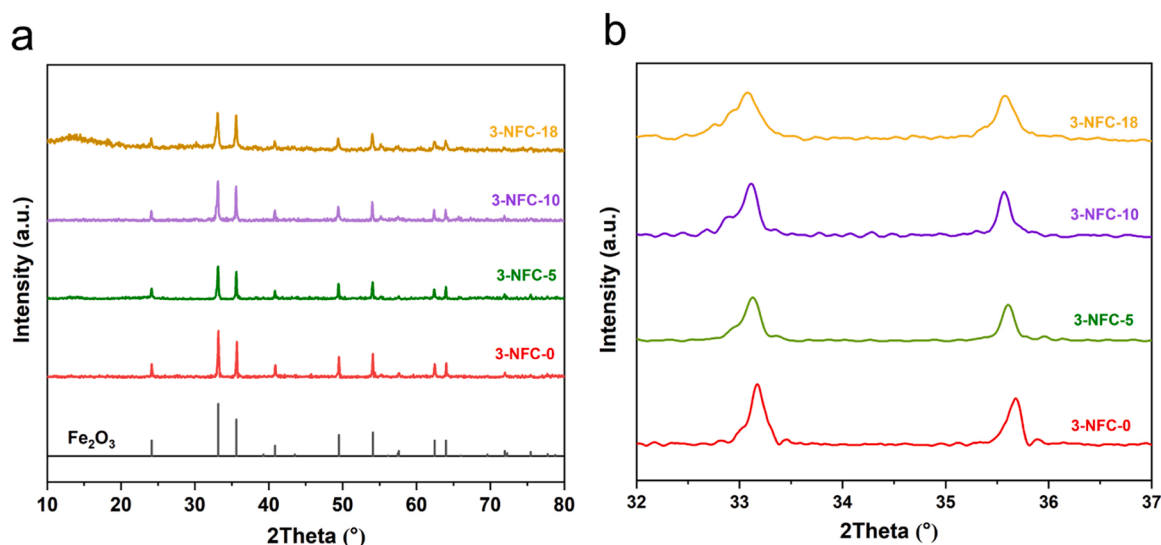 a
Intensity (a.u.)
3-NFC-18
3-NFC-10
3-NFC-5
3-NFC-0
Fe₂O₃
10 20 30 40 50 60 70 80
2Theta (°)
b
Intensity (a.u.)
3-NFC-18
3-NFC-10
3-NFC-5
3-NFC-0
32 33 34 35 36 37
2Theta (°)